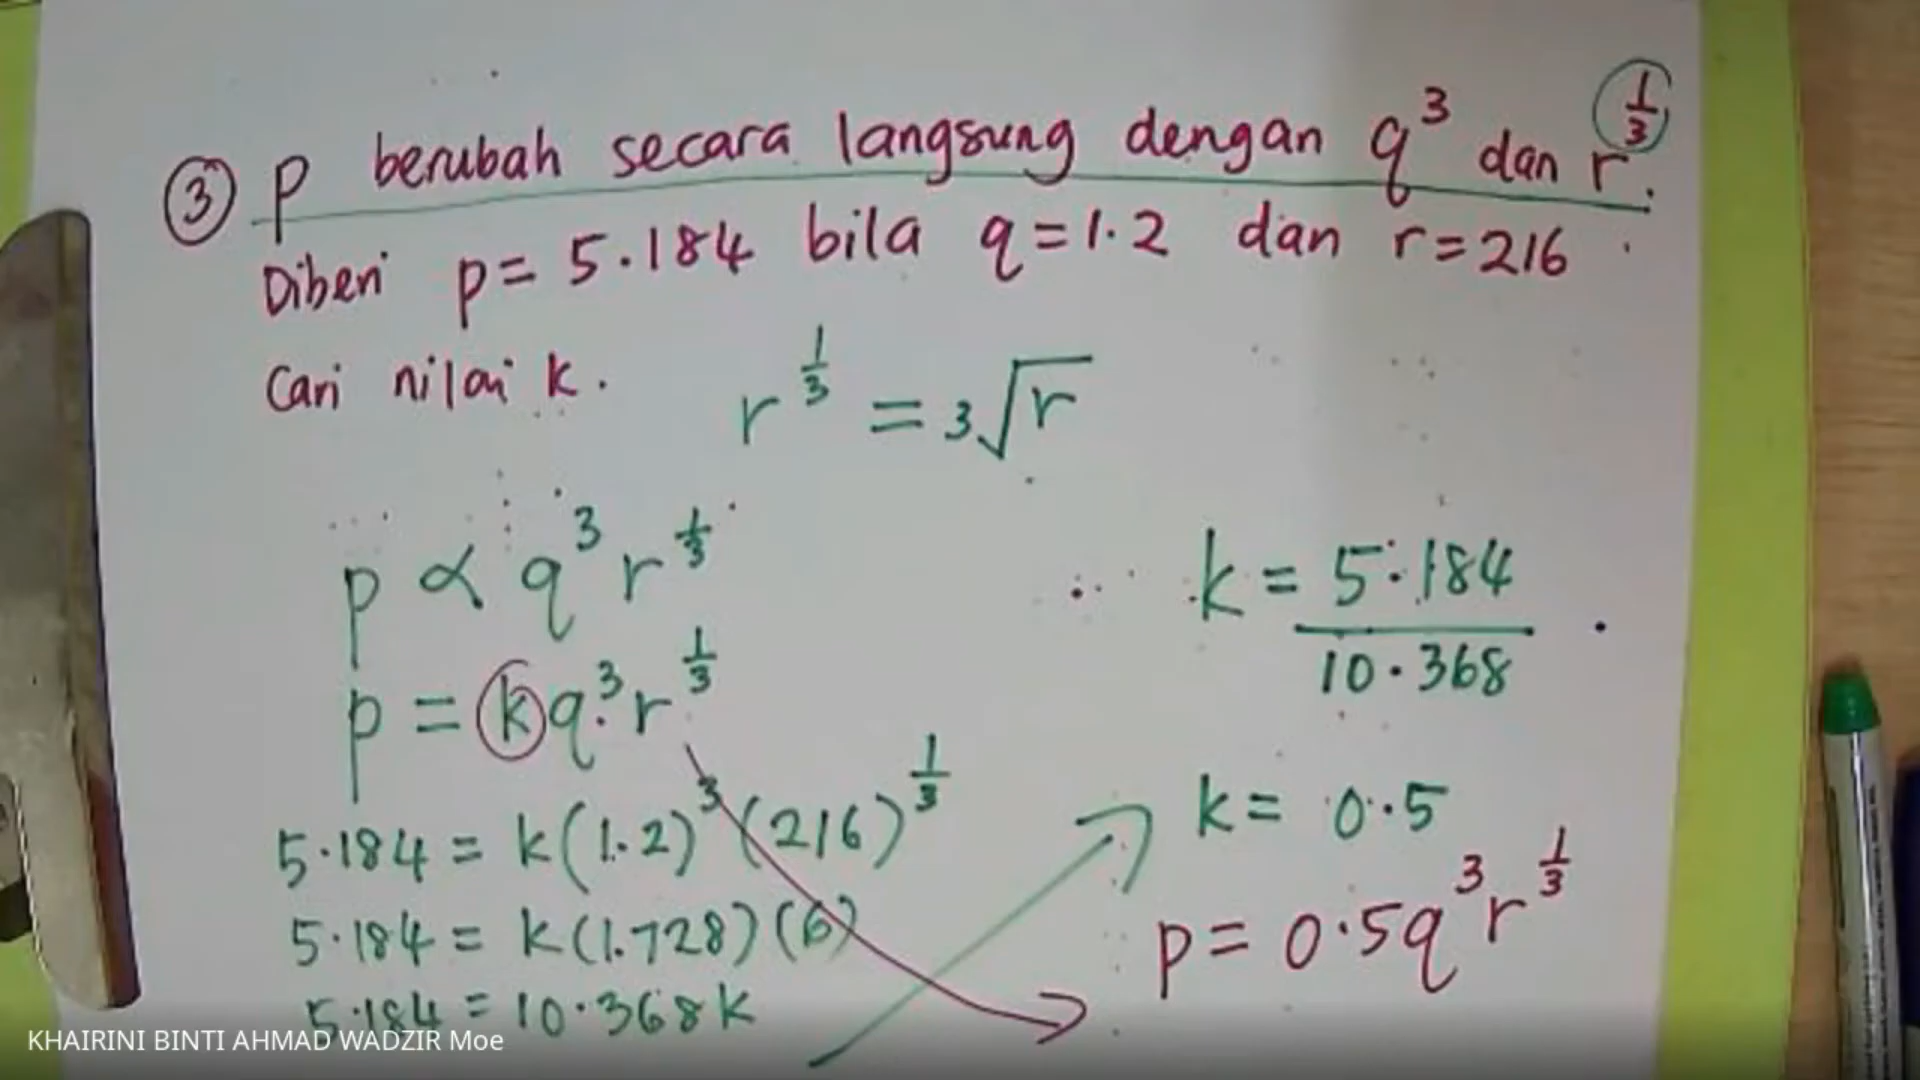 ③ p berubah secara langsung dengan q³ dan r^(1/3).
Diberi p = 5.184 bila q = 1.2 dan r = 216.
Cari nilai k.
r^(1/3) = ³√r
p ∝ q³ r^(1/3)
p = k q³ r^(1/3)
5.184 = k(1.2)³ (216)^(1/3)
5.184 = k(1.728)(6)
5.184 = 10.368k
k = 5.184/10.368
k = 0.5
p = 0.5q³ r^(1/3)
KHAIRINI BINTI AHMAD WADZIR Moe